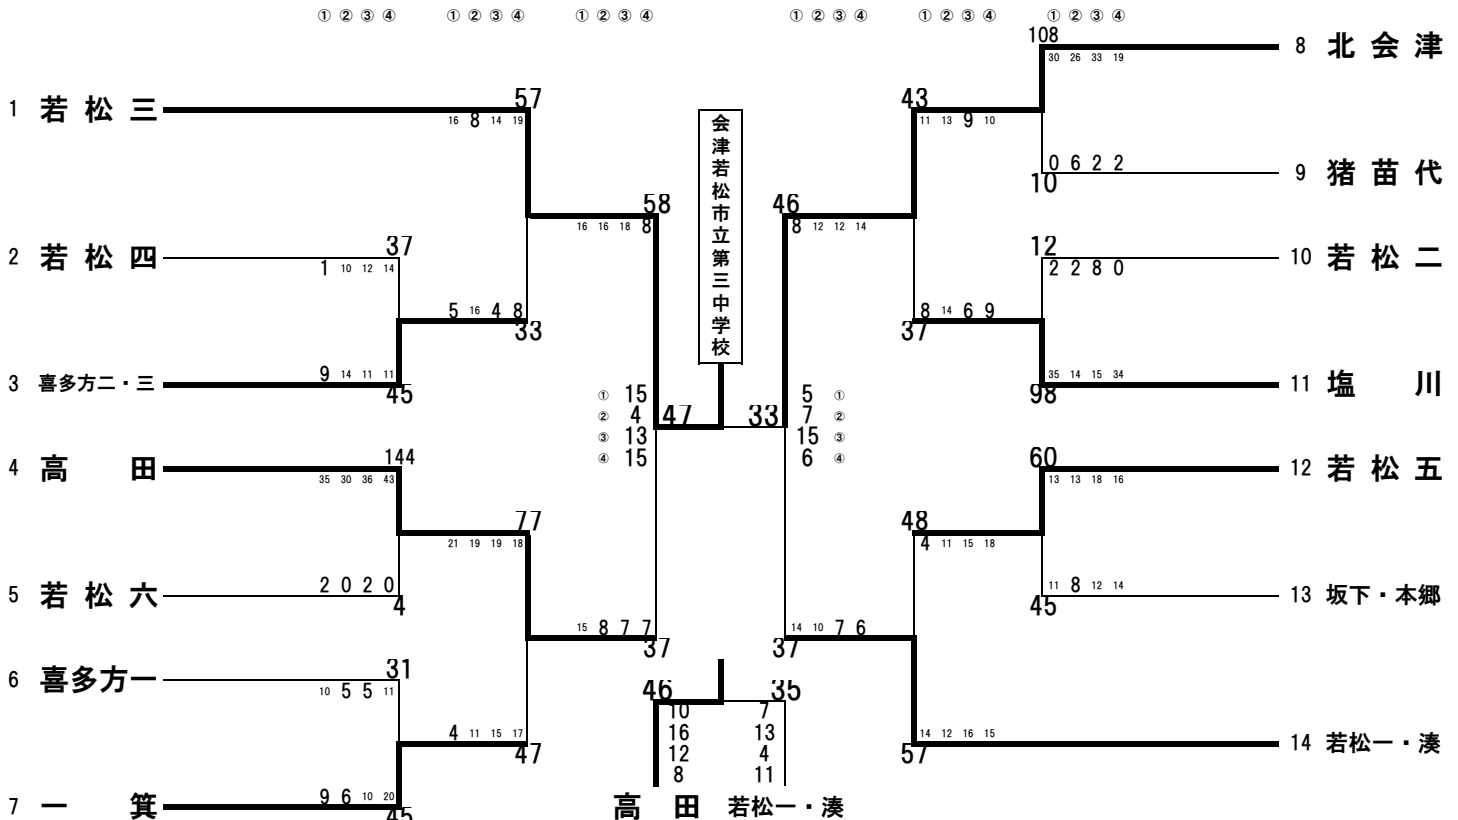 ① ② ③ ④ ① ② ③ ④ ① ② ③ ④ ① ② ③ ④ ① ② ③ ④ ① ② ③ ④
1 若松三
57
16 8 14 19
2 若松四
37
1 10 12 14
5 16 4 8
33
9 14 11 11
3 喜多方二・三
45
58
16 16 18 8
4 高田
144
35 30 36 43
77
21 19 19 18
2 0 2 0
5 若松六
4
15 8 7 7
37
6 喜多方一
31
10 5 5 11
4 11 15 17
47
9 6 10 20
7 一箕
45
会津若松市立第三中学校
① 15
② 4
③ 13
④ 15
47
33
5 ①
7 ②
15 ③
6 ④
46 35
10 7
16 13
12 4
8 11
高田 若松一・湊
108
8 北会津
30 26 33 19
43
11 13 9 10
0 6 2 2
9 猪苗代
10
46
8 12 12 14
12
10 若松二
2 2 8 0
8 14 6 9
37
35 14 15 34
11 塩川
98
60
12 若松五
13 13 18 16
48
4 11 15 18
11 8 12 14
13 坂下・本郷
45
14 10 7 6
37
14 12 16 15
14 若松一・湊
57